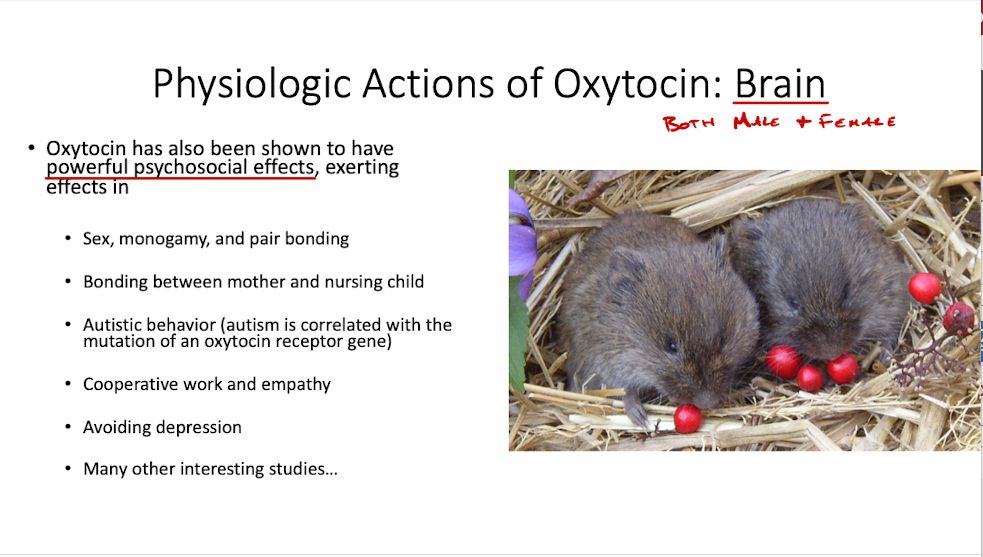 Physiologic Actions of Oxytocin: Brain
BOTH MALE + FEMALE
• Oxytocin has also been shown to have
powerful psychosocial effects, exerting
effects in
• Sex, monogamy, and pair bonding
• Bonding between mother and nursing child
• Autistic behavior (autism is correlated with the
mutation of an oxytocin receptor gene)
• Cooperative work and empathy
• Avoiding depression
• Many other interesting studies…